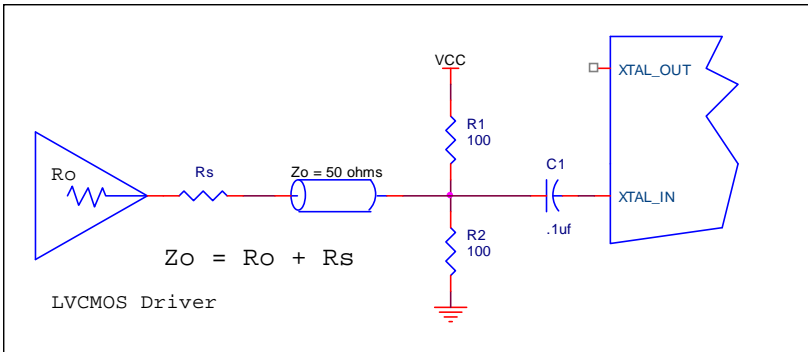 VCC
XTAL_OUT
R1
100
C1
Ro
Rs
Zo = 50 ohms
XTAL_IN
.1uf
R2
100
Zo = Ro + Rs
LVCMOS Driver